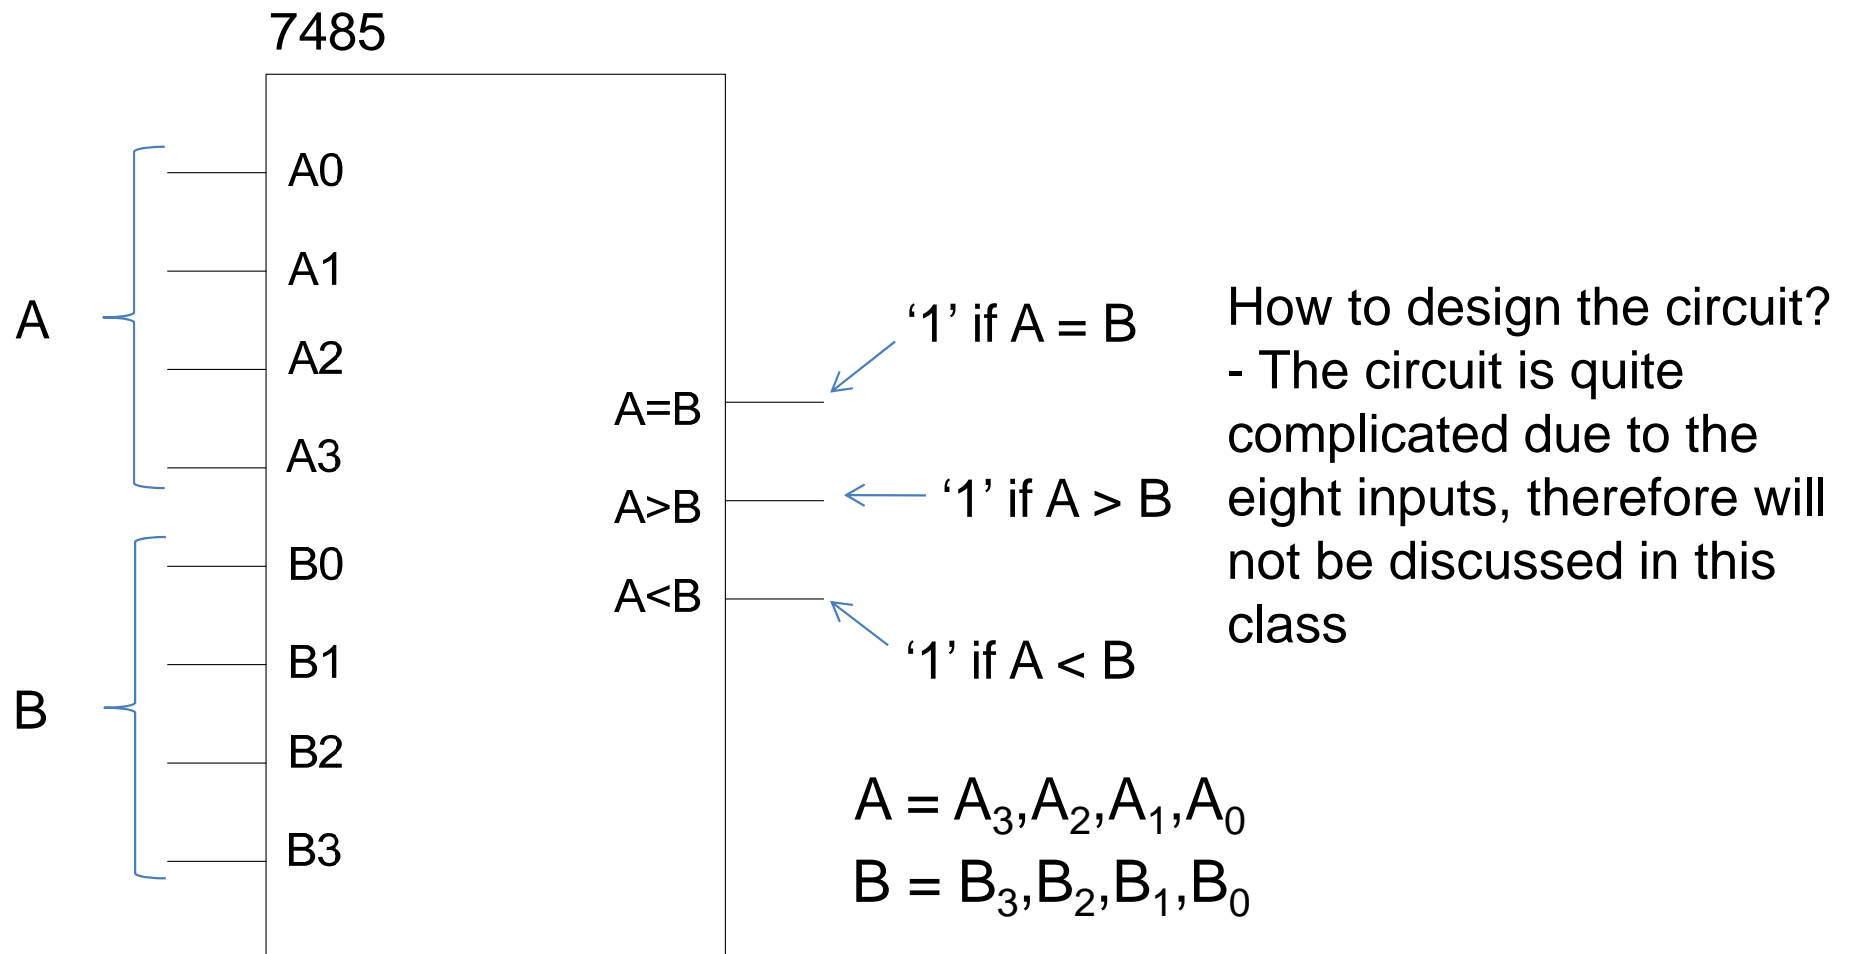 7485
A
A0
A1
A2
A3
B
B0
B1
B2
B3
A=B
A>B
A<B
‘1’ if A = B
‘1’ if A > B
‘1’ if A < B
How to design the circuit?
- The circuit is quite
complicated due to the
eight inputs, therefore will
not be discussed in this
class
A = A₃,A₂,A₁,A₀
B = B₃,B₂,B₁,B₀